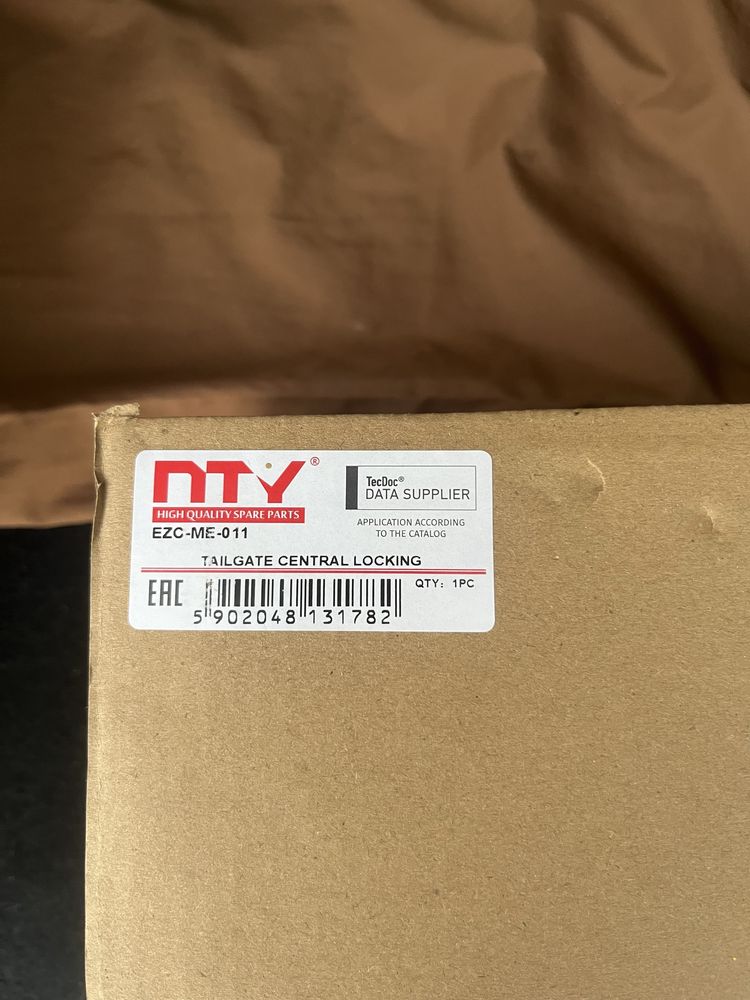 NTY®
HIGH QUALITY SPARE PARTS
TecDoc®
DATA SUPPLIER
APPLICATION ACCORDING
TO THE CATALOG
EZC-ME-011
TAILGATE CENTRAL LOCKING
EAC
QTY: 1PC
5 902048 131782